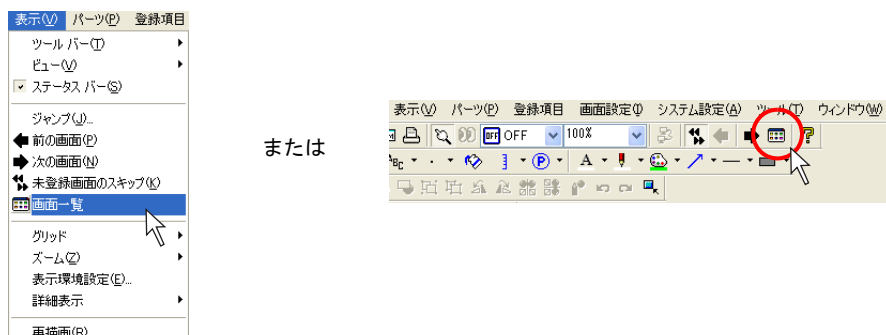 表示(V) パーツ(P) 登録項目
ツール バー(T)
ビュー(V)
ステータス バー(S)
ジャンプ(J)...
前の画面(P)
次の画面(N)
未登録画面のスキップ(K)
画面一覧
グリッド
ズーム(Z)
表示環境設定(E)...
詳細表示
再描画(R)
または
表示(V) パーツ(P) 登録項目 画面設定(I) システム設定(A) ツール(T) ウィンドウ(W)
OFF OFF 100% ?
ABC P A